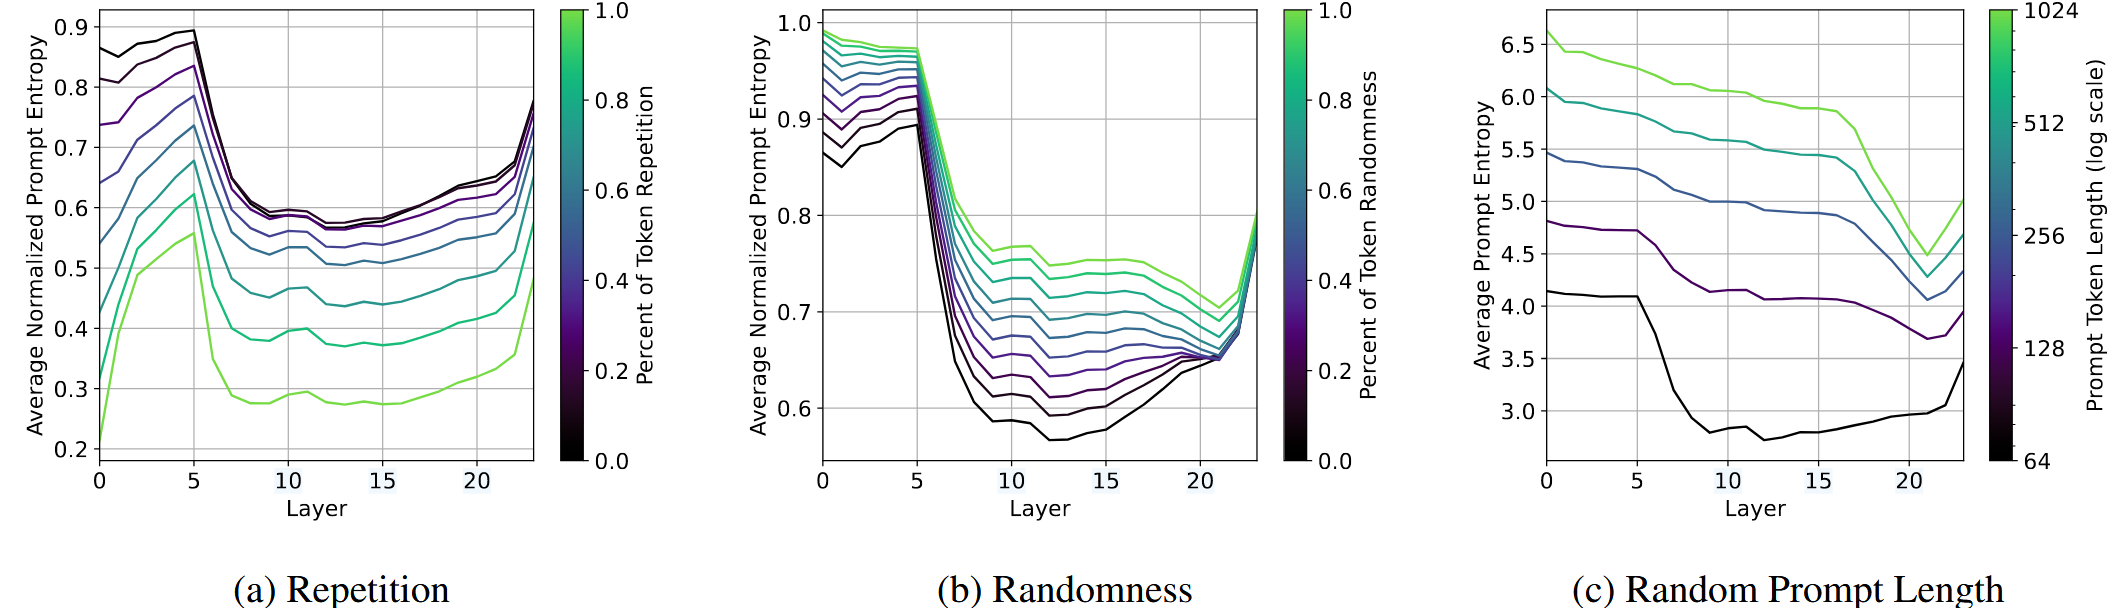 Average Normalized Prompt Entropy
0.9
0.8
0.7
0.6
0.5
0.4
0.3
0.2
0 5 10 15 20
Layer
1.0
0.8
0.6
0.4
0.2
0.0
Percent of Token Repetition
(a) Repetition
Average Normalized Prompt Entropy
1.0
0.9
0.8
0.7
0.6
0 5 10 15 20
Layer
1.0
0.8
0.6
0.4
0.2
0.0
Percent of Token Randomness
(b) Randomness
Average Prompt Entropy
6.5
6.0
5.5
5.0
4.5
4.0
3.5
3.0
0 5 10 15 20
Layer
1024
512
256
128
64
Prompt Token Length (log scale)
(c) Random Prompt Length